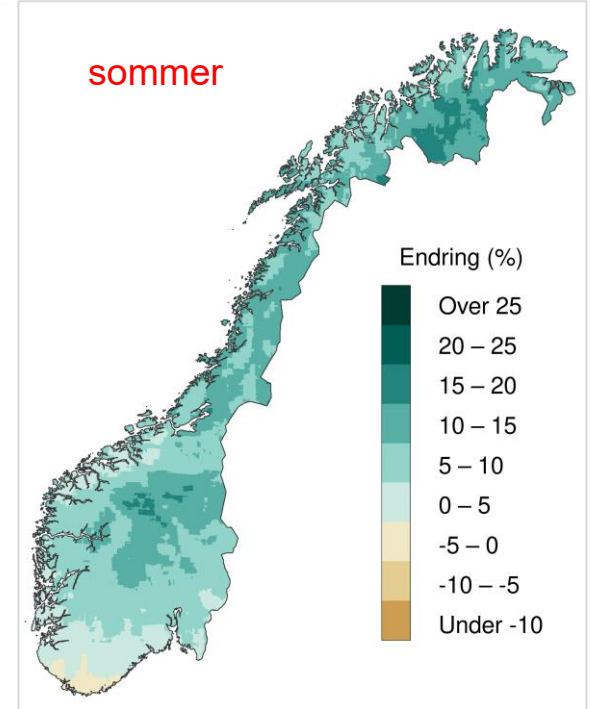 sommer
Endring (%)
Over 25
20 – 25
15 – 20
10 – 15
5 – 10
0 – 5
-5 – 0
-10 – -5
Under -10